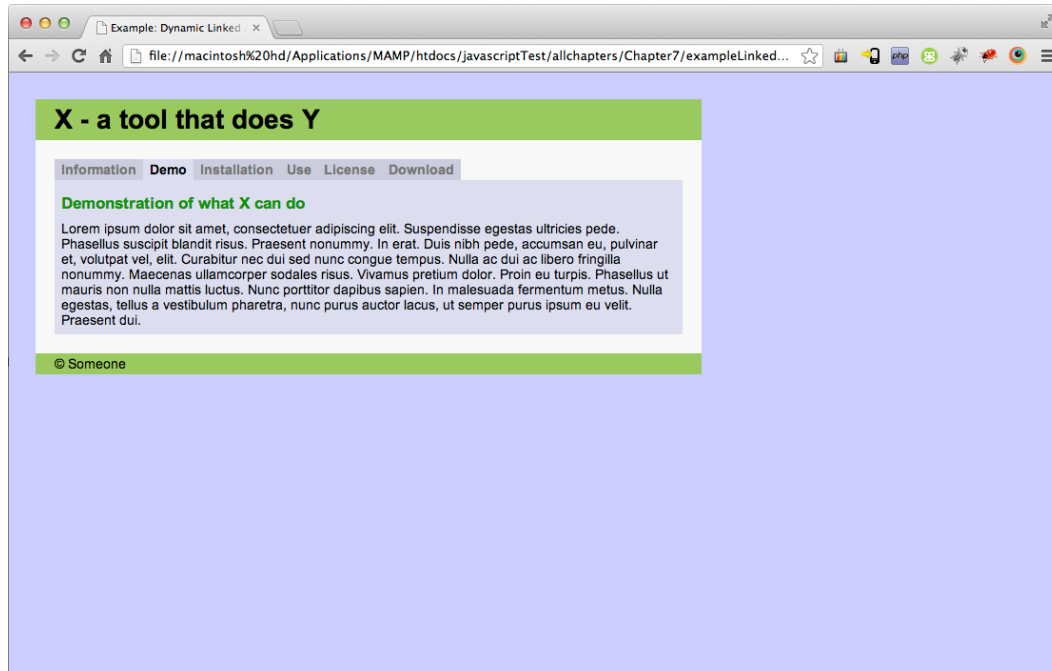 Example: Dynamic Linked
file://macintosh%20hd/Applications/MAMP/htdocs/javascriptTest/allchapters/Chapter7/exampleLinked...
php
X - a tool that does Y
Information Demo Installation Use License Download
Demonstration of what X can do
Lorem ipsum dolor sit amet, consectetuer adipiscing elit. Suspendisse egestas ultricies pede.
Phasellus suscipit blandit risus. Praesent nonummy. In erat. Duis nibh pede, accumsan eu, pulvinar
et, volutpat vel, elit. Curabitur nec dui sed nunc congue tempus. Nulla ac dui ac libero fringilla
nonummy. Maecenas ullamcorper sodales risus. Vivamus pretium dolor. Proin eu turpis. Phasellus ut
mauris non nulla mattis luctus. Nunc porttitor dapibus sapien. In malesuada fermentum metus. Nulla
egestas, tellus a vestibulum pharetra, nunc purus auctor lacus, ut semper purus ipsum eu velit.
Praesent dui.
© Someone